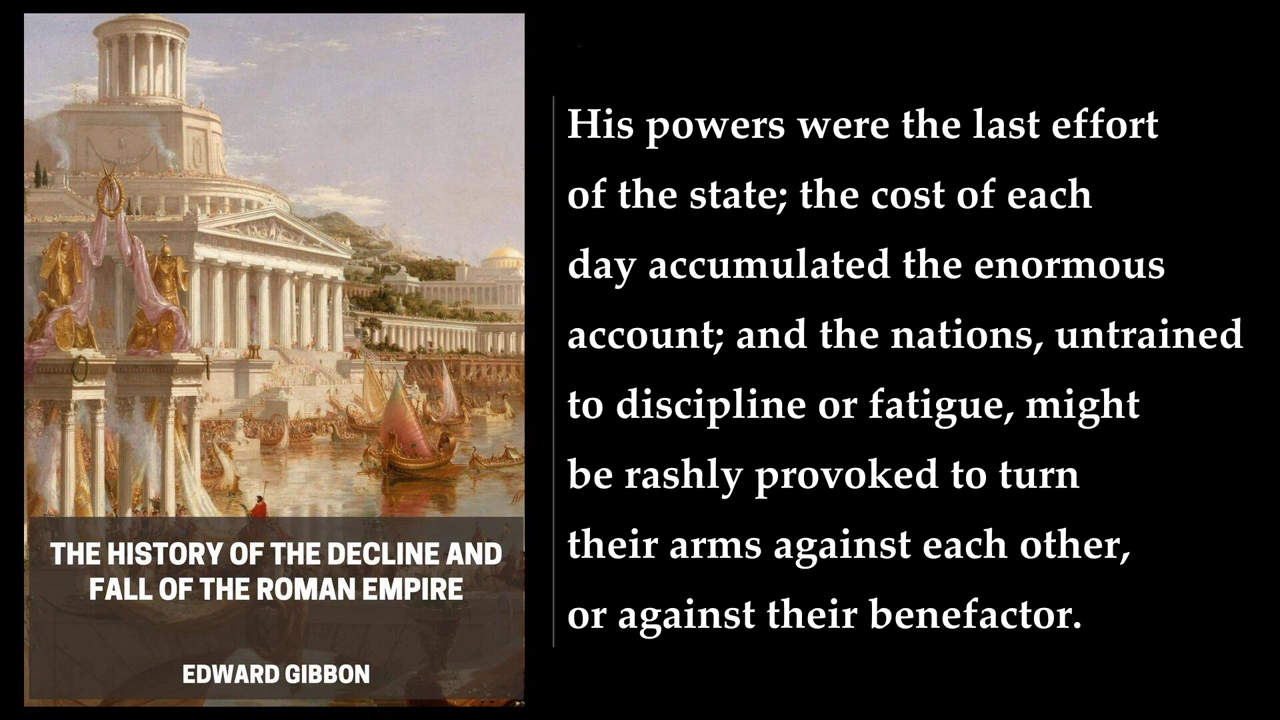 THE HISTORY OF THE DECLINE AND
FALL OF THE ROMAN EMPIRE
EDWARD GIBBON
His powers were the last effort
of the state; the cost of each
day accumulated the enormous
account; and the nations, untrained
to discipline or fatigue, might
be rashly provoked to turn
their arms against each other,
or against their benefactor.